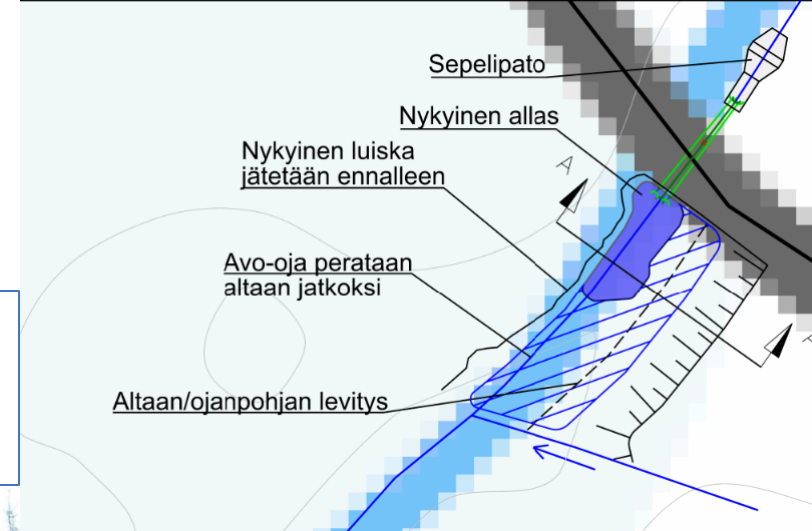 Sepelipato
Nykyinen allas
Nykyinen luiska
jätetään ennalleen
A
Avo-oja perataan
altaan jatkoksi
A
Altaan/ojanpohjan levitys